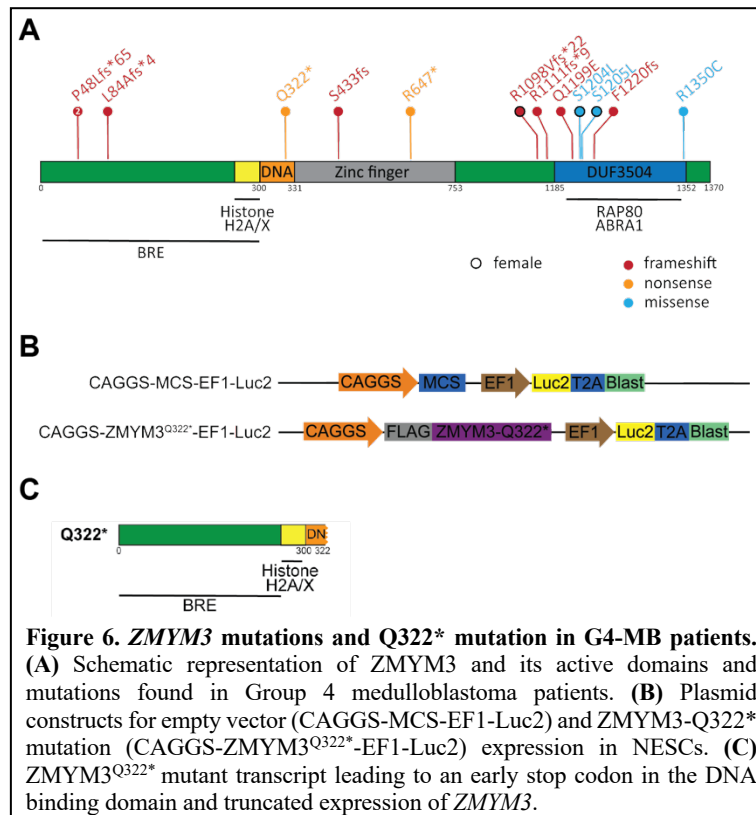 A
P48Lfs*65
L84Afs*4
Q322*
S433fs
R647*
R1098Vfs*22
R1111fs*9
Q1199E
S1204L
S1205L
F1220fs
R1350C
2
DNA
Zinc finger
DUF3504
0
300
331
753
1185
1352
1370
Histone
H2A/X
RAP80
ABRA1
BRE
female
frameshift
nonsense
missense
B
CAGGS-MCS-EF1-Luc2
CAGGS
MCS
EF1
Luc2
T2A
Blast
CAGGS-ZMYM3Q322*-EF1-Luc2
CAGGS
FLAG
ZMYM3-Q322*
EF1
Luc2
T2A
Blast
C
Q322*
DN
0
300
322
Histone
H2A/X
BRE
Figure 6. ZMYM3 mutations and Q322* mutation in G4-MB patients.
(A) Schematic representation of ZMYM3 and its active domains and
mutations found in Group 4 medulloblastoma patients. (B) Plasmid
constructs for empty vector (CAGGS-MCS-EF1-Luc2) and ZMYM3-Q322*
mutation (CAGGS-ZMYM3Q322*-EF1-Luc2) expression in NESCs. (C)
ZMYM3Q322* mutant transcript leading to an early stop codon in the DNA
binding domain and truncated expression of ZMYM3.